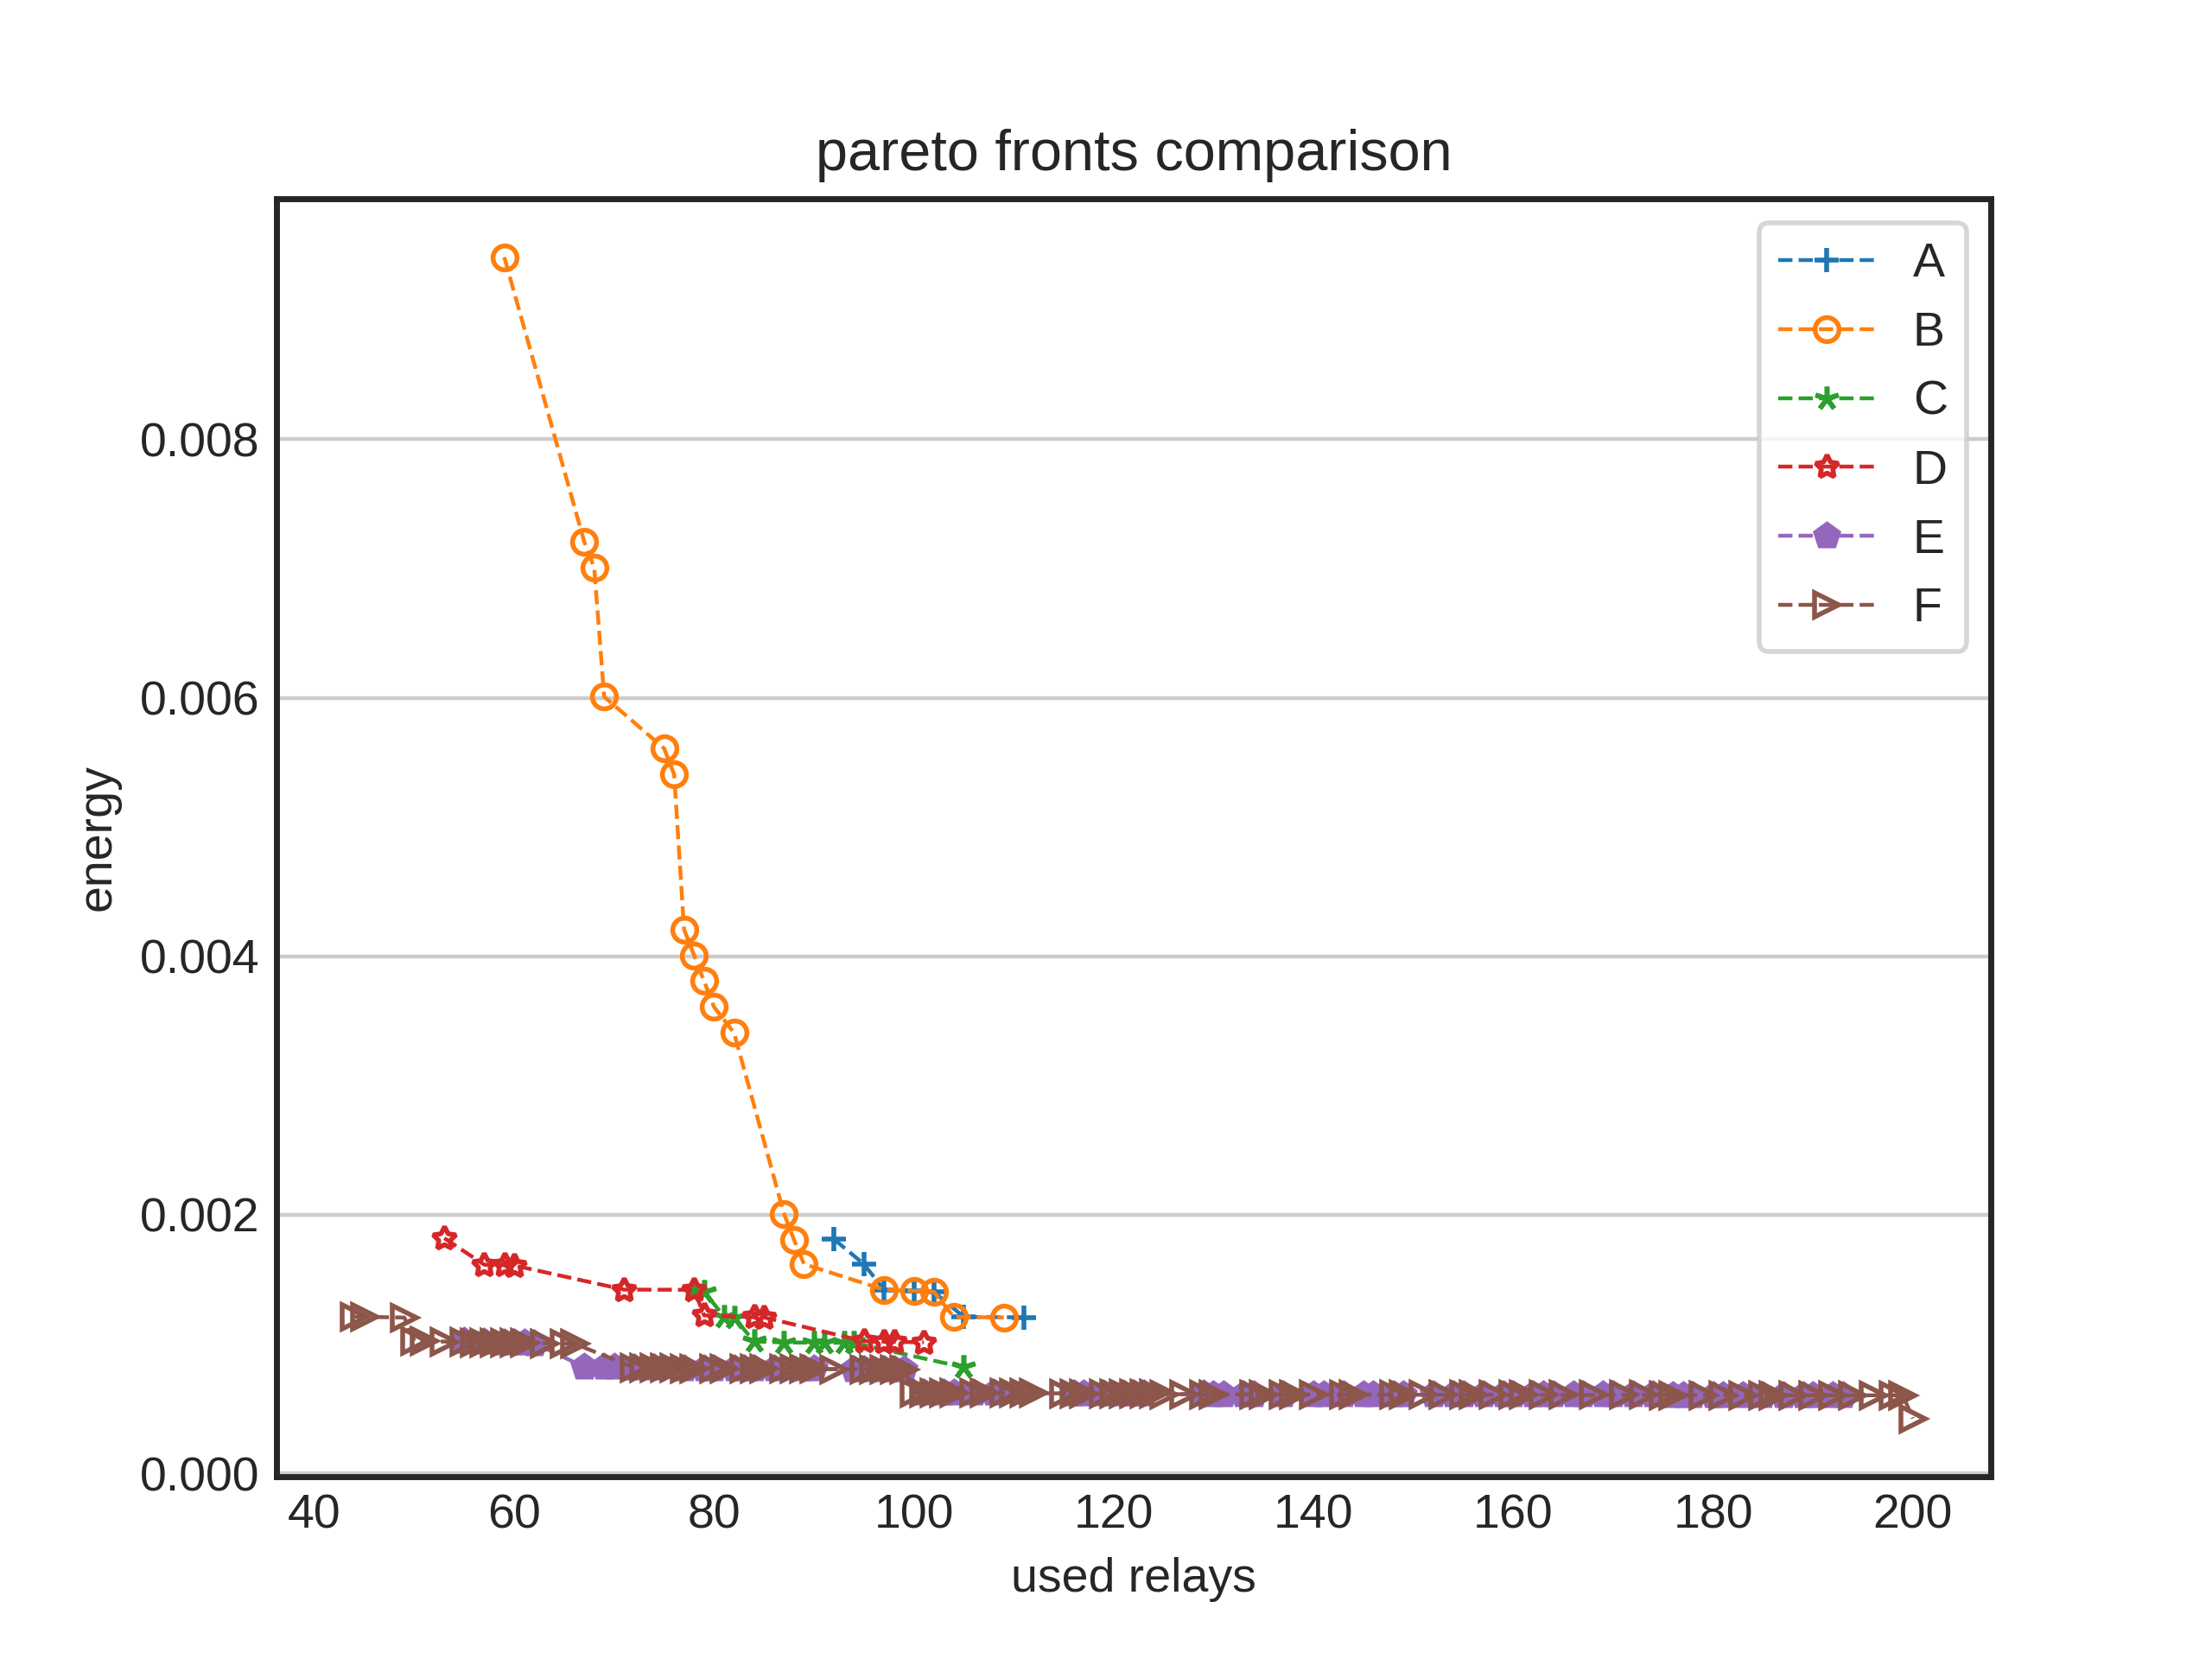 pareto fronts comparison
A
B
C
D
E
F
0.008
0.006
0.004
0.002
0.000
energy
40 60 80 100 120 140 160 180 200
used relays